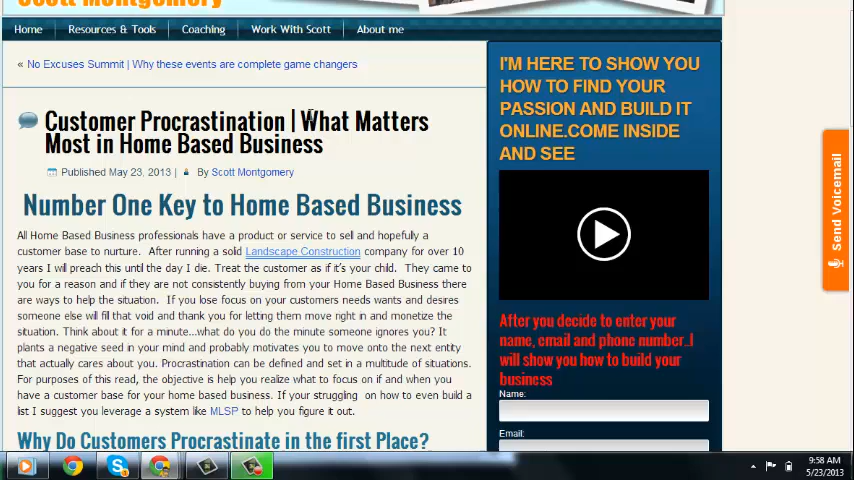 Scott Montgomery
Home Resources & Tools Coaching Work With Scott About me
« No Excuses Summit | Why these events are complete game changers
Customer Procrastination | What Matters
Most in Home Based Business
Published May 23, 2013 | By Scott Montgomery
Number One Key to Home Based Business
All Home Based Business professionals have a product or service to sell and hopefully a
customer base to nurture. After running a solid Landscape Construction company for over 10
years I will preach this until the day I die. Treat the customer as if it's your child. They came to
you for a reason and if they are not consistently buying from your Home Based Business there
are ways to help the situation. If you lose focus on your customers needs wants and desires
someone else will fill that void and thank you for letting them move right in and monetize the
situation. Think about it for a minute...what do you do the minute someone ignores you? It
plants a negative seed in your mind and probably motivates you to move onto the next entity
that actually cares about you. Procrastination can be defined and set in a multitude of situations.
For purposes of this read, the objective is help you realize what to focus on if and when you
have a customer base for your home based business. If your struggling on how to even build a
list I suggest you leverage a system like MLSP to help you figure it out.
Why Do Customers Procrastinate in the first Place?
I'M HERE TO SHOW YOU
HOW TO FIND YOUR
PASSION AND BUILD IT
ONLINE.COME INSIDE
AND SEE
After you decide to enter your
name, email and phone number..I
will show you how to build your
business
Name:
Email:
Send Voicemail
9:58 AM
5/23/2013